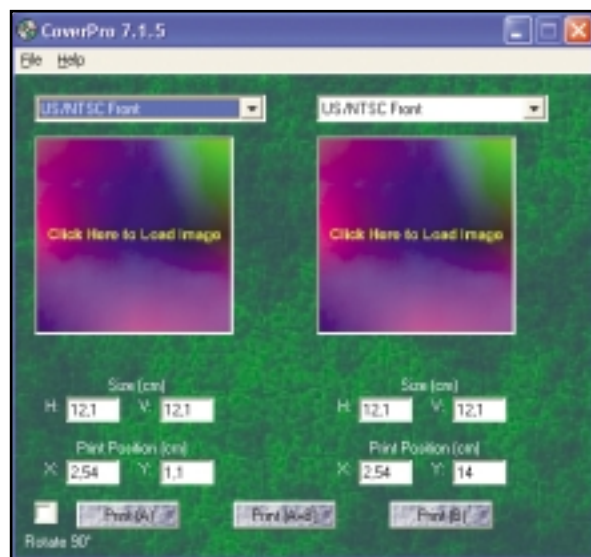 CoverPro 7.1.5
File Help
US/NTSC Front
US/NTSC Front
Click Here to Load Image
Click Here to Load Image
Size (cm)
Size (cm)
H: 12,1 V: 12,1
H: 12,1 V: 12,1
Print Position (cm)
Print Position (cm)
X: 2,54 Y: 1,1
X: 2,54 Y: 14
Print (A) Print (A+B) Print (B)
Rotate 90°